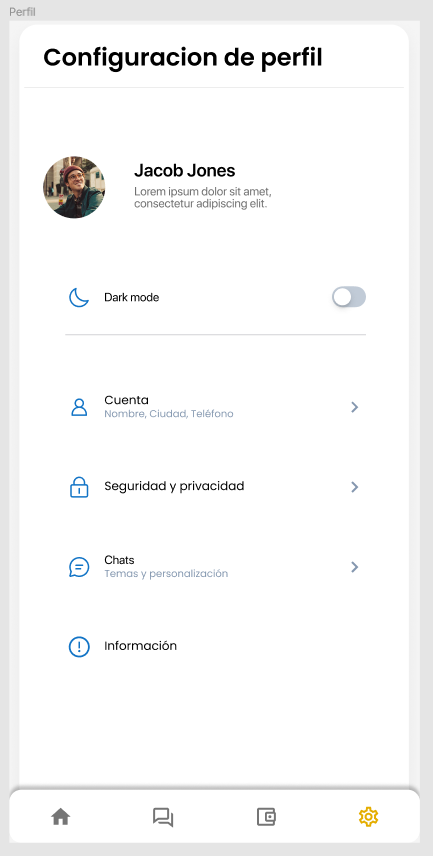 Perfil
Configuracion de perfil
Jacob Jones
Lorem ipsum dolor sit amet,
consectetur adipiscing elit.
Dark mode
Cuenta
Nombre, Ciudad, Teléfono
Seguridad y privacidad
Chats
Temas y personalización
Información